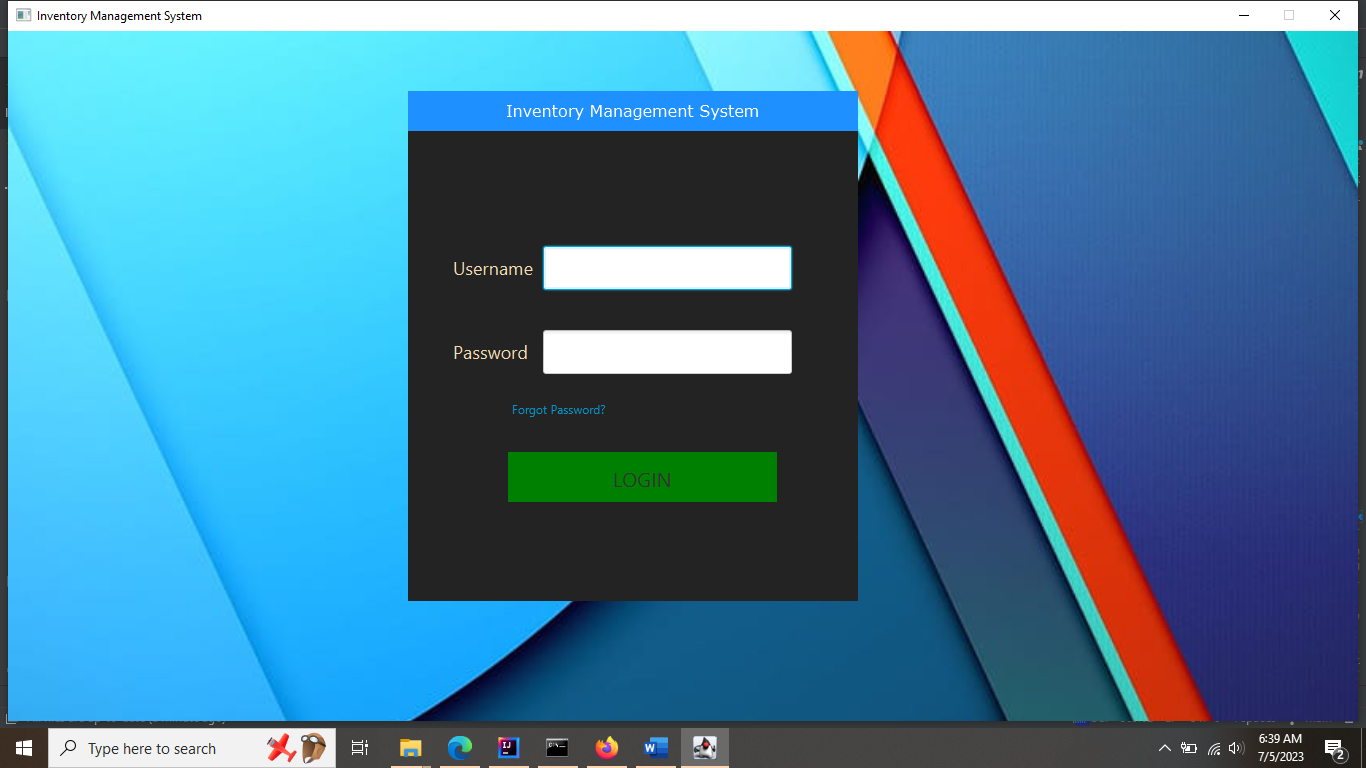 Inventory Management System
Inventory Management System
Username
Password
Forgot Password?
LOGIN
Type here to search
6:39 AM
7/5/2023
2